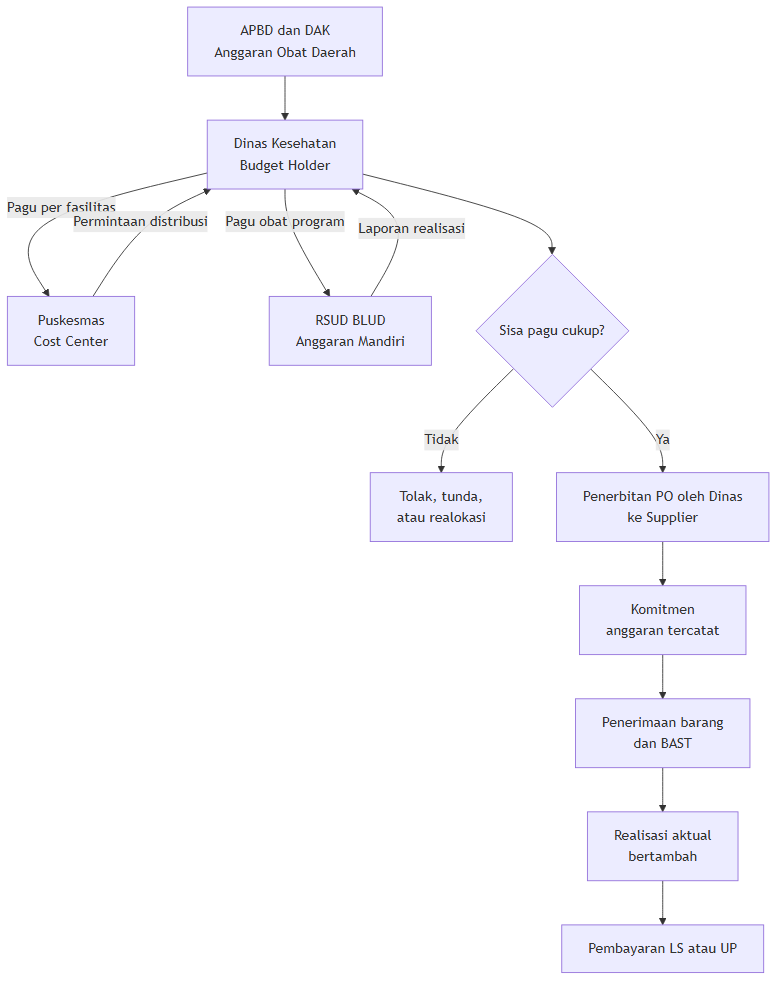 APBD dan DAK
Anggaran Obat Daerah
Dinas Kesehatan
Budget Holder
Pagu per fasilitas
Permintaan distribusi
Pagu obat program
Laporan realisasi
Puskesmas
Cost Center
RSUD BLUD
Anggaran Mandiri
Sisa pagu cukup?
Tidak
Ya
Tolak, tunda,
atau realokasi
Penerbitan PO oleh Dinas
ke Supplier
Komitmen
anggaran tercatat
Penerimaan barang
dan BAST
Realisasi aktual
bertambah
Pembayaran LS atau UP